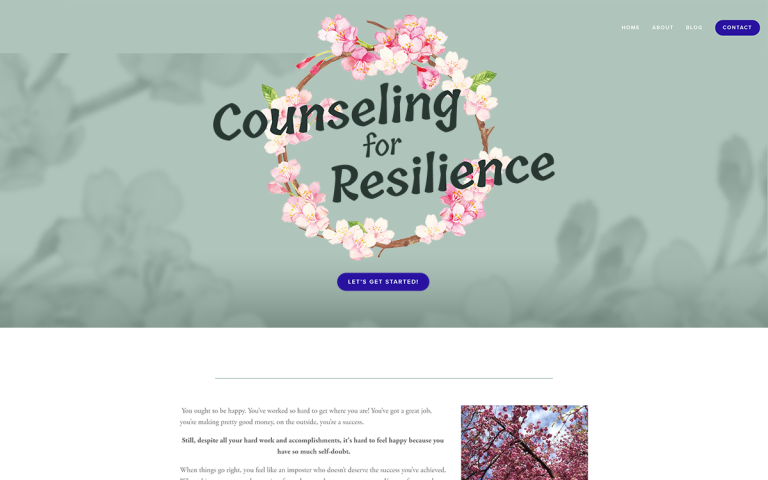 HOME ABOUT BLOG CONTACT
Counseling
for
Resilience
LET'S GET STARTED!
You ought to be happy. You've worked so hard to get where you are! You've got a great job,
you're making pretty good money, on the outside, you're a success.
Still, despite all your hard work and accomplishments, it's hard to feel happy because you
have so much self-doubt.
When things go right, you feel like an imposter who doesn't deserve the success you've achieved.